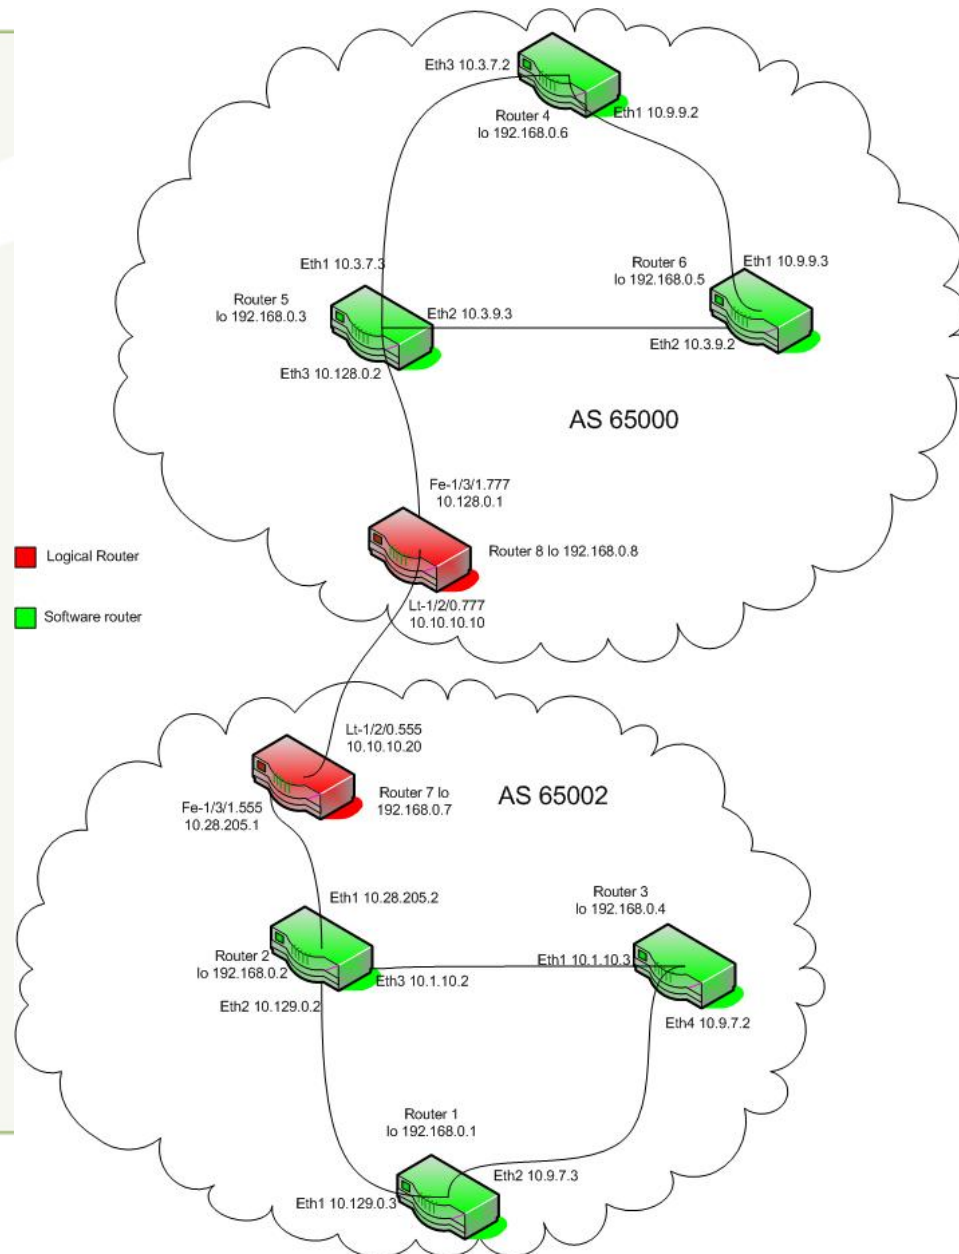 Eth3 10.3.7.2
Router 4
lo 192.168.0.6
Eth1 10.9.9.2
Eth1 10.3.7.3
Router 6
lo 192.168.0.5
Eth1 10.9.9.3
Router 5
lo 192.168.0.3
Eth2 10.3.9.3
Eth2 10.3.9.2
Eth3 10.128.0.2
AS 65000
Fe-1/3/1.777
10.128.0.1
Router 8 lo 192.168.0.8
Logical Router
Lt-1/2/0.777
10.10.10.10
Software router
Lt-1/2/0.555
10.10.10.20
Router 7 lo
192.168.0.7
AS 65002
Fe-1/3/1.555
10.28.205.1
Eth1 10.28.205.2
Router 3
lo 192.168.0.4
Router 2
lo 192.168.0.2
Eth1 10.1.10.3
Eth3 10.1.10.2
Eth2 10.129.0.2
Eth4 10.9.7.2
Router 1
lo 192.168.0.1
Eth2 10.9.7.3
Eth1 10.129.0.3